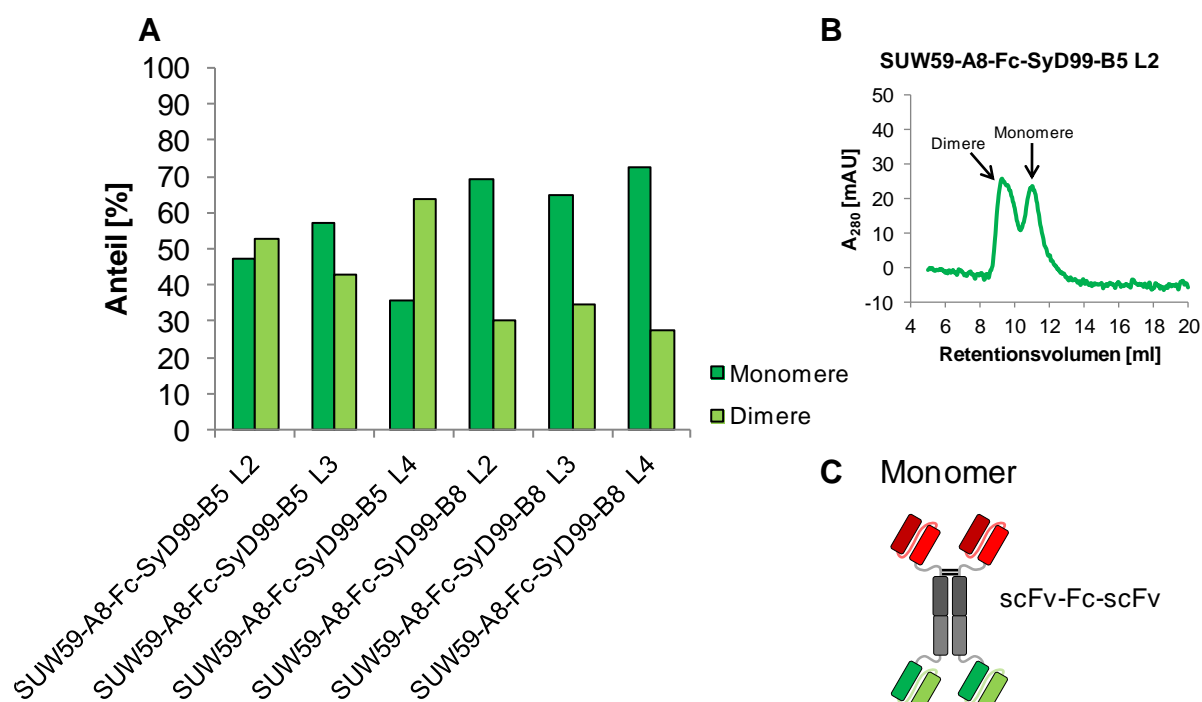 A
100
90
80
70
60
50
40
30
20
10
0
Anteil [%]
SUW59-A8-Fc-SyD99-B5 L2
SUW59-A8-Fc-SyD99-B5 L3
SUW59-A8-Fc-SyD99-B5 L4
SUW59-A8-Fc-SyD99-B8 L2
SUW59-A8-Fc-SyD99-B8 L3
SUW59-A8-Fc-SyD99-B8 L4
Monomere
Dimere
B
SUW59-A8-Fc-SyD99-B5 L2
50
40
30
20
10
0
-10
A280 [mAU]
Dimere
Monomere
4 6 8 10 12 14 16 18 20
Retentionsvolumen [ml]
C Monomer
scFv-Fc-scFv